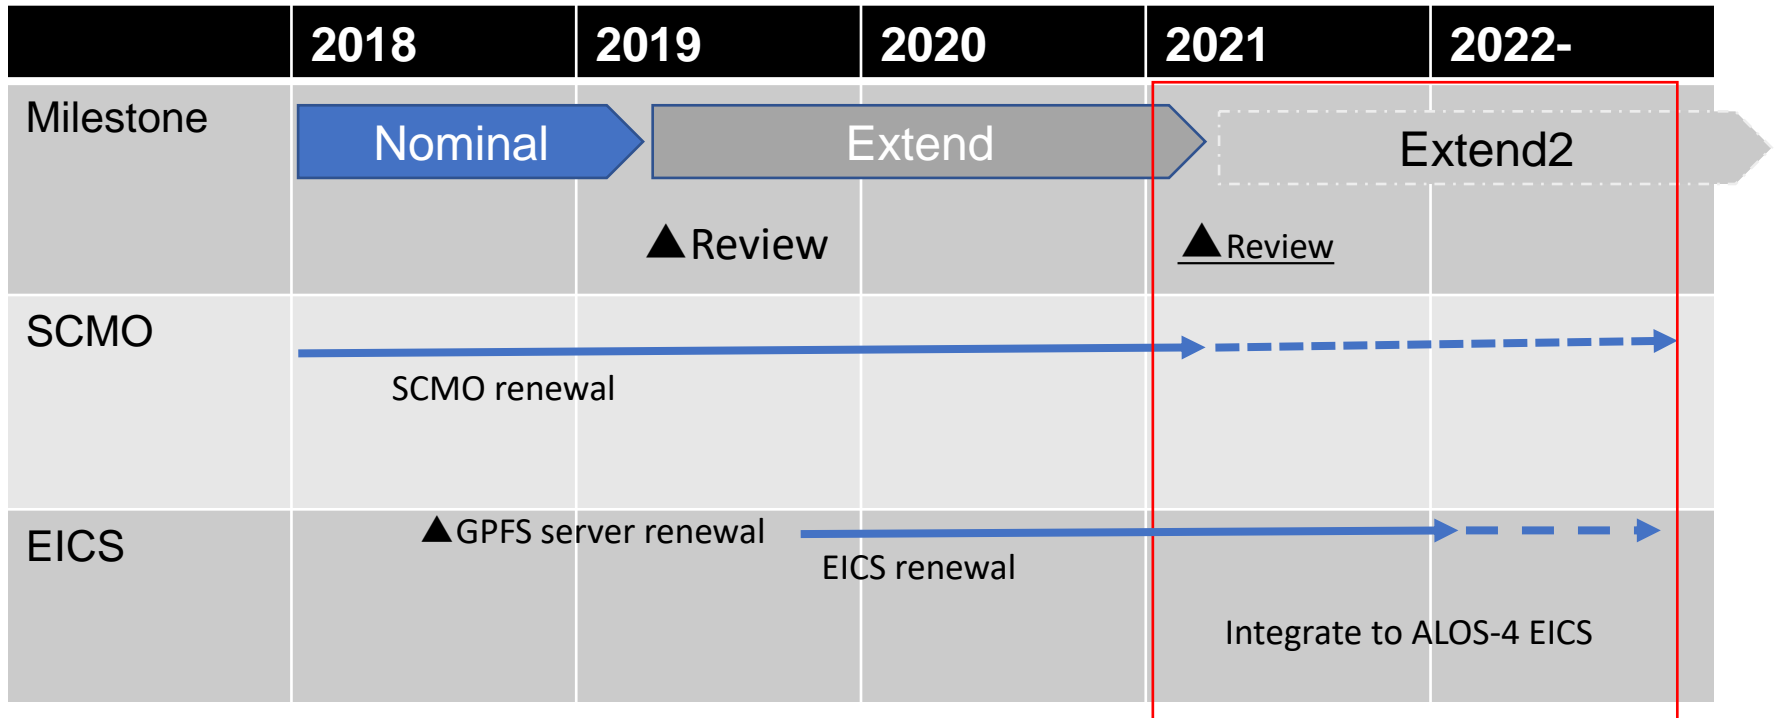 2018 2019 2020 2021 2022-
Milestone
Nominal Extend Extend2
▲Review ▲Review
SCMO
SCMO renewal
EICS
▲GPFS server renewal
EICS renewal
Integrate to ALOS-4 EICS